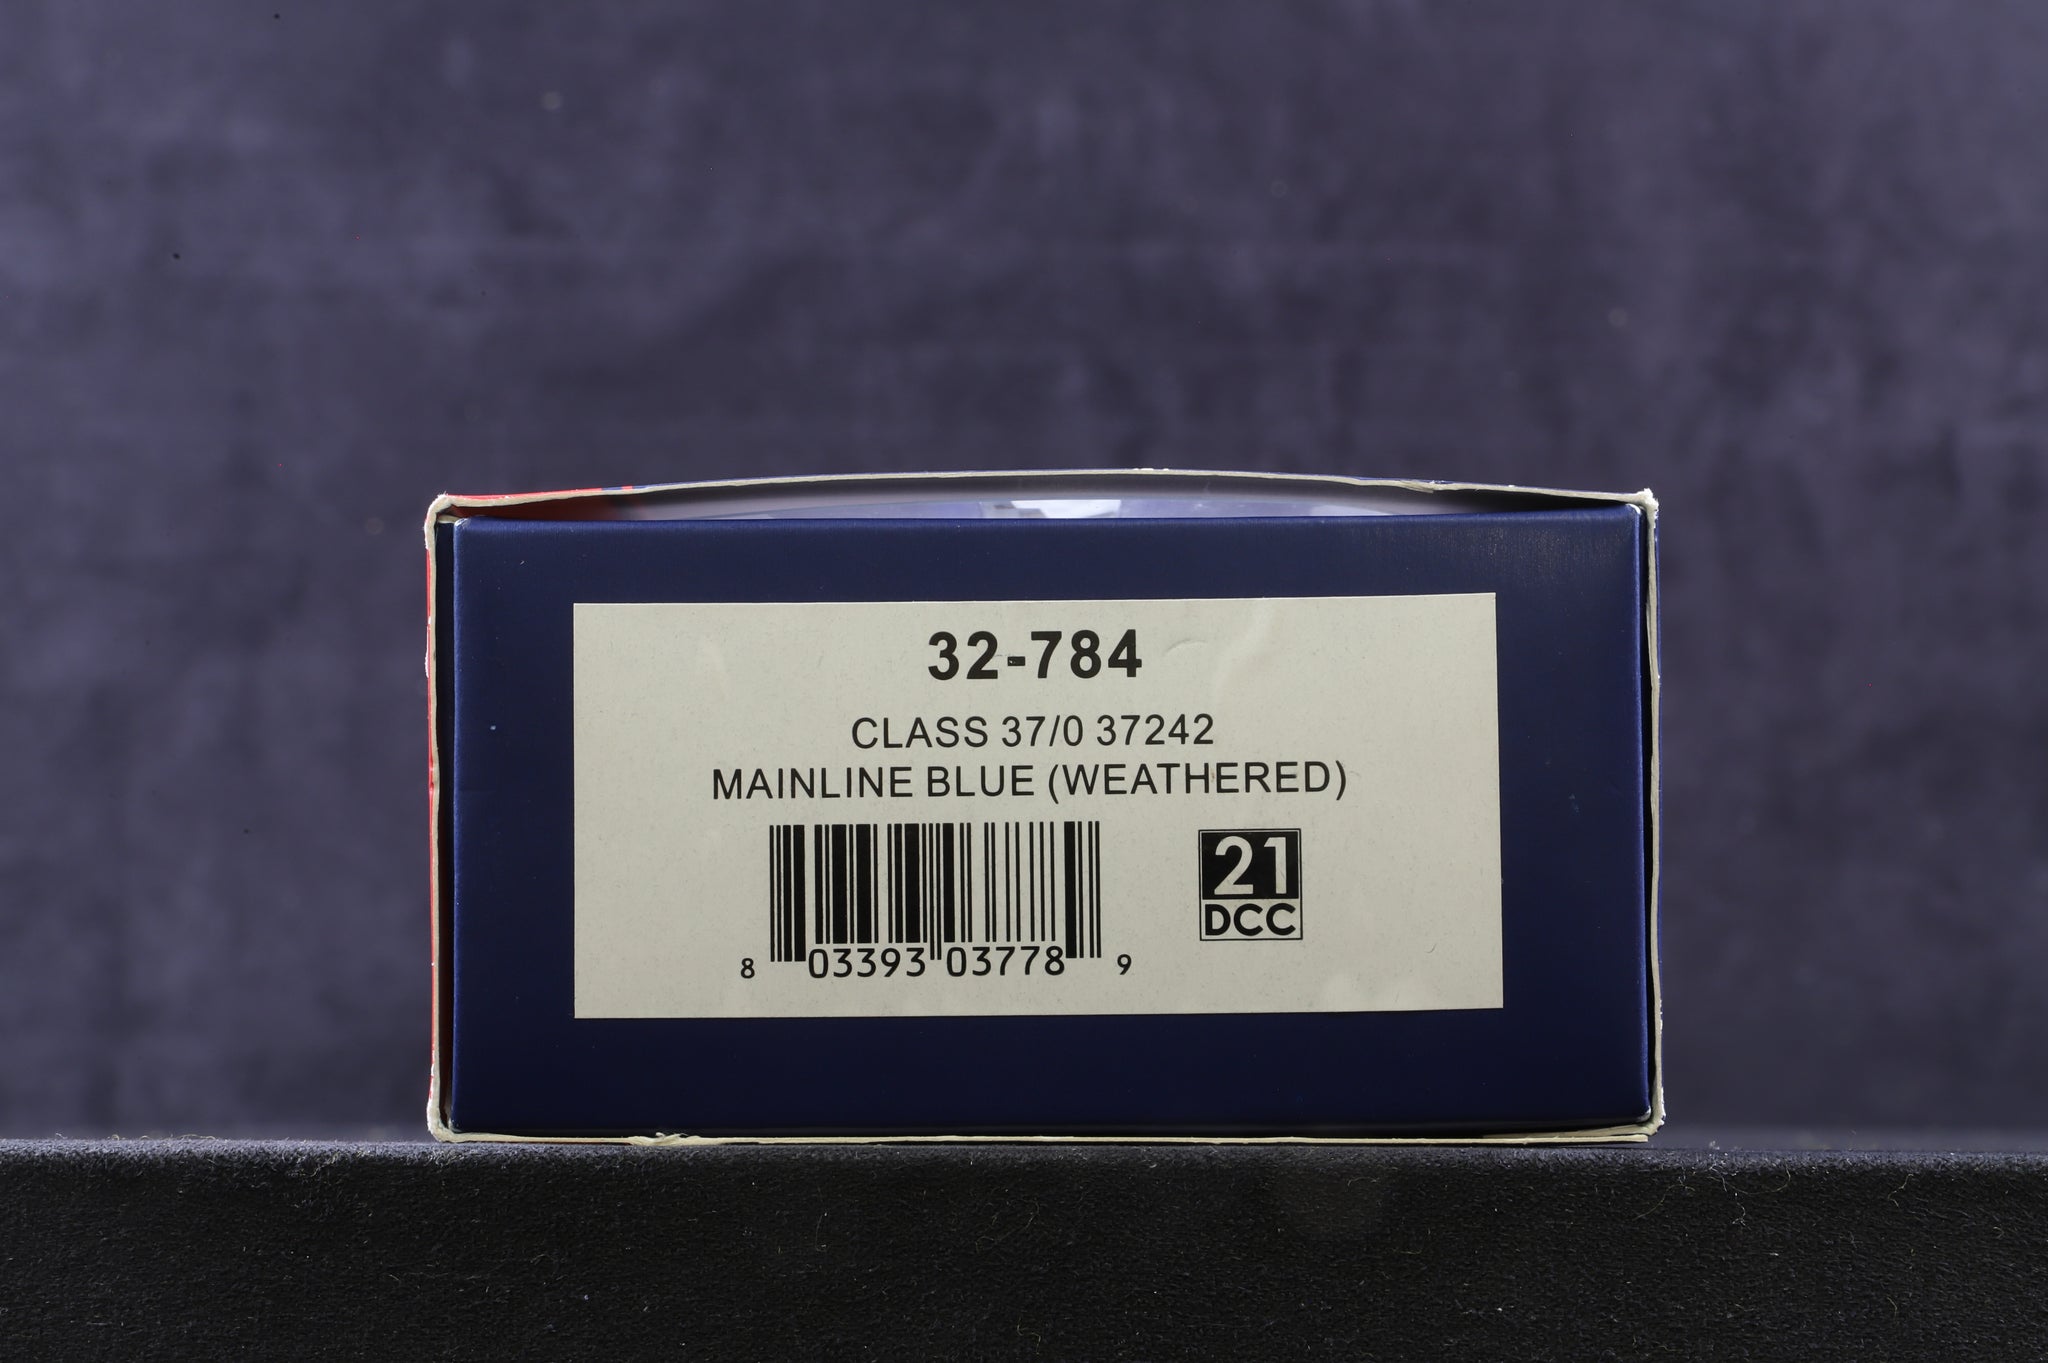 32-784
CLASS 37/0 37242
MAINLINE BLUE (WEATHERED)
21
DCC
8 03393 03778 9